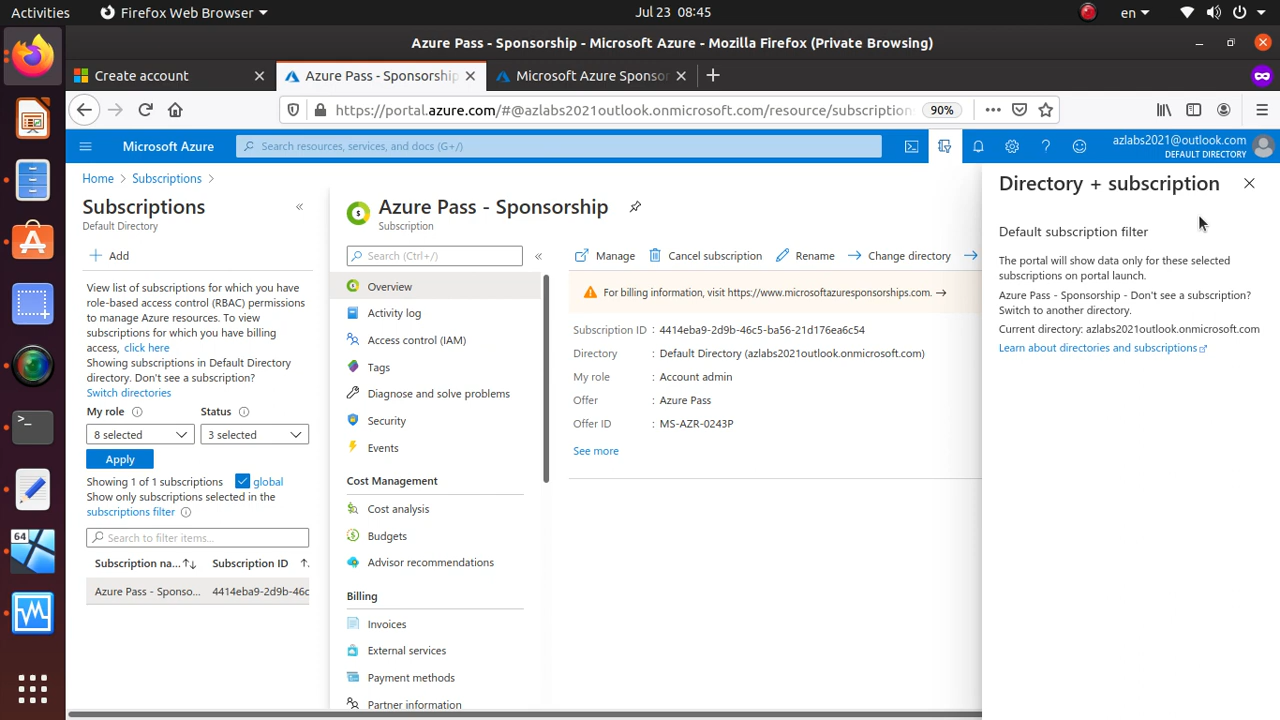 Activities
Firefox Web Browser
Jul 23 08:45
en
Azure Pass - Sponsorship - Microsoft Azure - Mozilla Firefox (Private Browsing)
Create account
Azure Pass - Sponsorship
Microsoft Azure Sponsor
https://portal.azure.com/#@azlabs2021outlook.onmicrosoft.com/resource/subscription
90%
Microsoft Azure
Search resources, services, and docs (G+/)
azlabs2021@outlook.com
DEFAULT DIRECTORY
Home
Subscriptions
Subscriptions
Default Directory
Add
View list of subscriptions for which you have
role-based access control (RBAC) permissions
to manage Azure resources. To view
subscriptions for which you have billing
access, click here
Showing subscriptions in Default Directory
directory. Don't see a subscription?
Switch directories
My role
Status
8 selected
3 selected
Apply
Showing 1 of 1 subscriptions
global
Show only subscriptions selected in the
subscriptions filter
Search to filter items...
Subscription na...
Subscription ID
Azure Pass - Sponso...
4414eba9-2d9b-46c
Azure Pass - Sponsorship
Subscription
Search (Ctrl+/)
Overview
Activity log
Access control (IAM)
Tags
Diagnose and solve problems
Security
Events
Cost Management
Cost analysis
Budgets
Advisor recommendations
Billing
Invoices
External services
Payment methods
Partner information
Manage
Cancel subscription
Rename
Change directory
For billing information, visit https://www.microsoftazuresponsorships.com.
Subscription ID : 4414eba9-2d9b-46c5-ba56-21d176ea6c54
Directory : Default Directory (azlabs2021outlook.onmicrosoft.com)
My role : Account admin
Offer : Azure Pass
Offer ID : MS-AZR-0243P
See more
Directory + subscription
Default subscription filter
The portal will show data only for these selected
subscriptions on portal launch.
Azure Pass - Sponsorship - Don't see a subscription?
Switch to another directory.
Current directory: azlabs2021outlook.onmicrosoft.com
Learn about directories and subscriptions
64